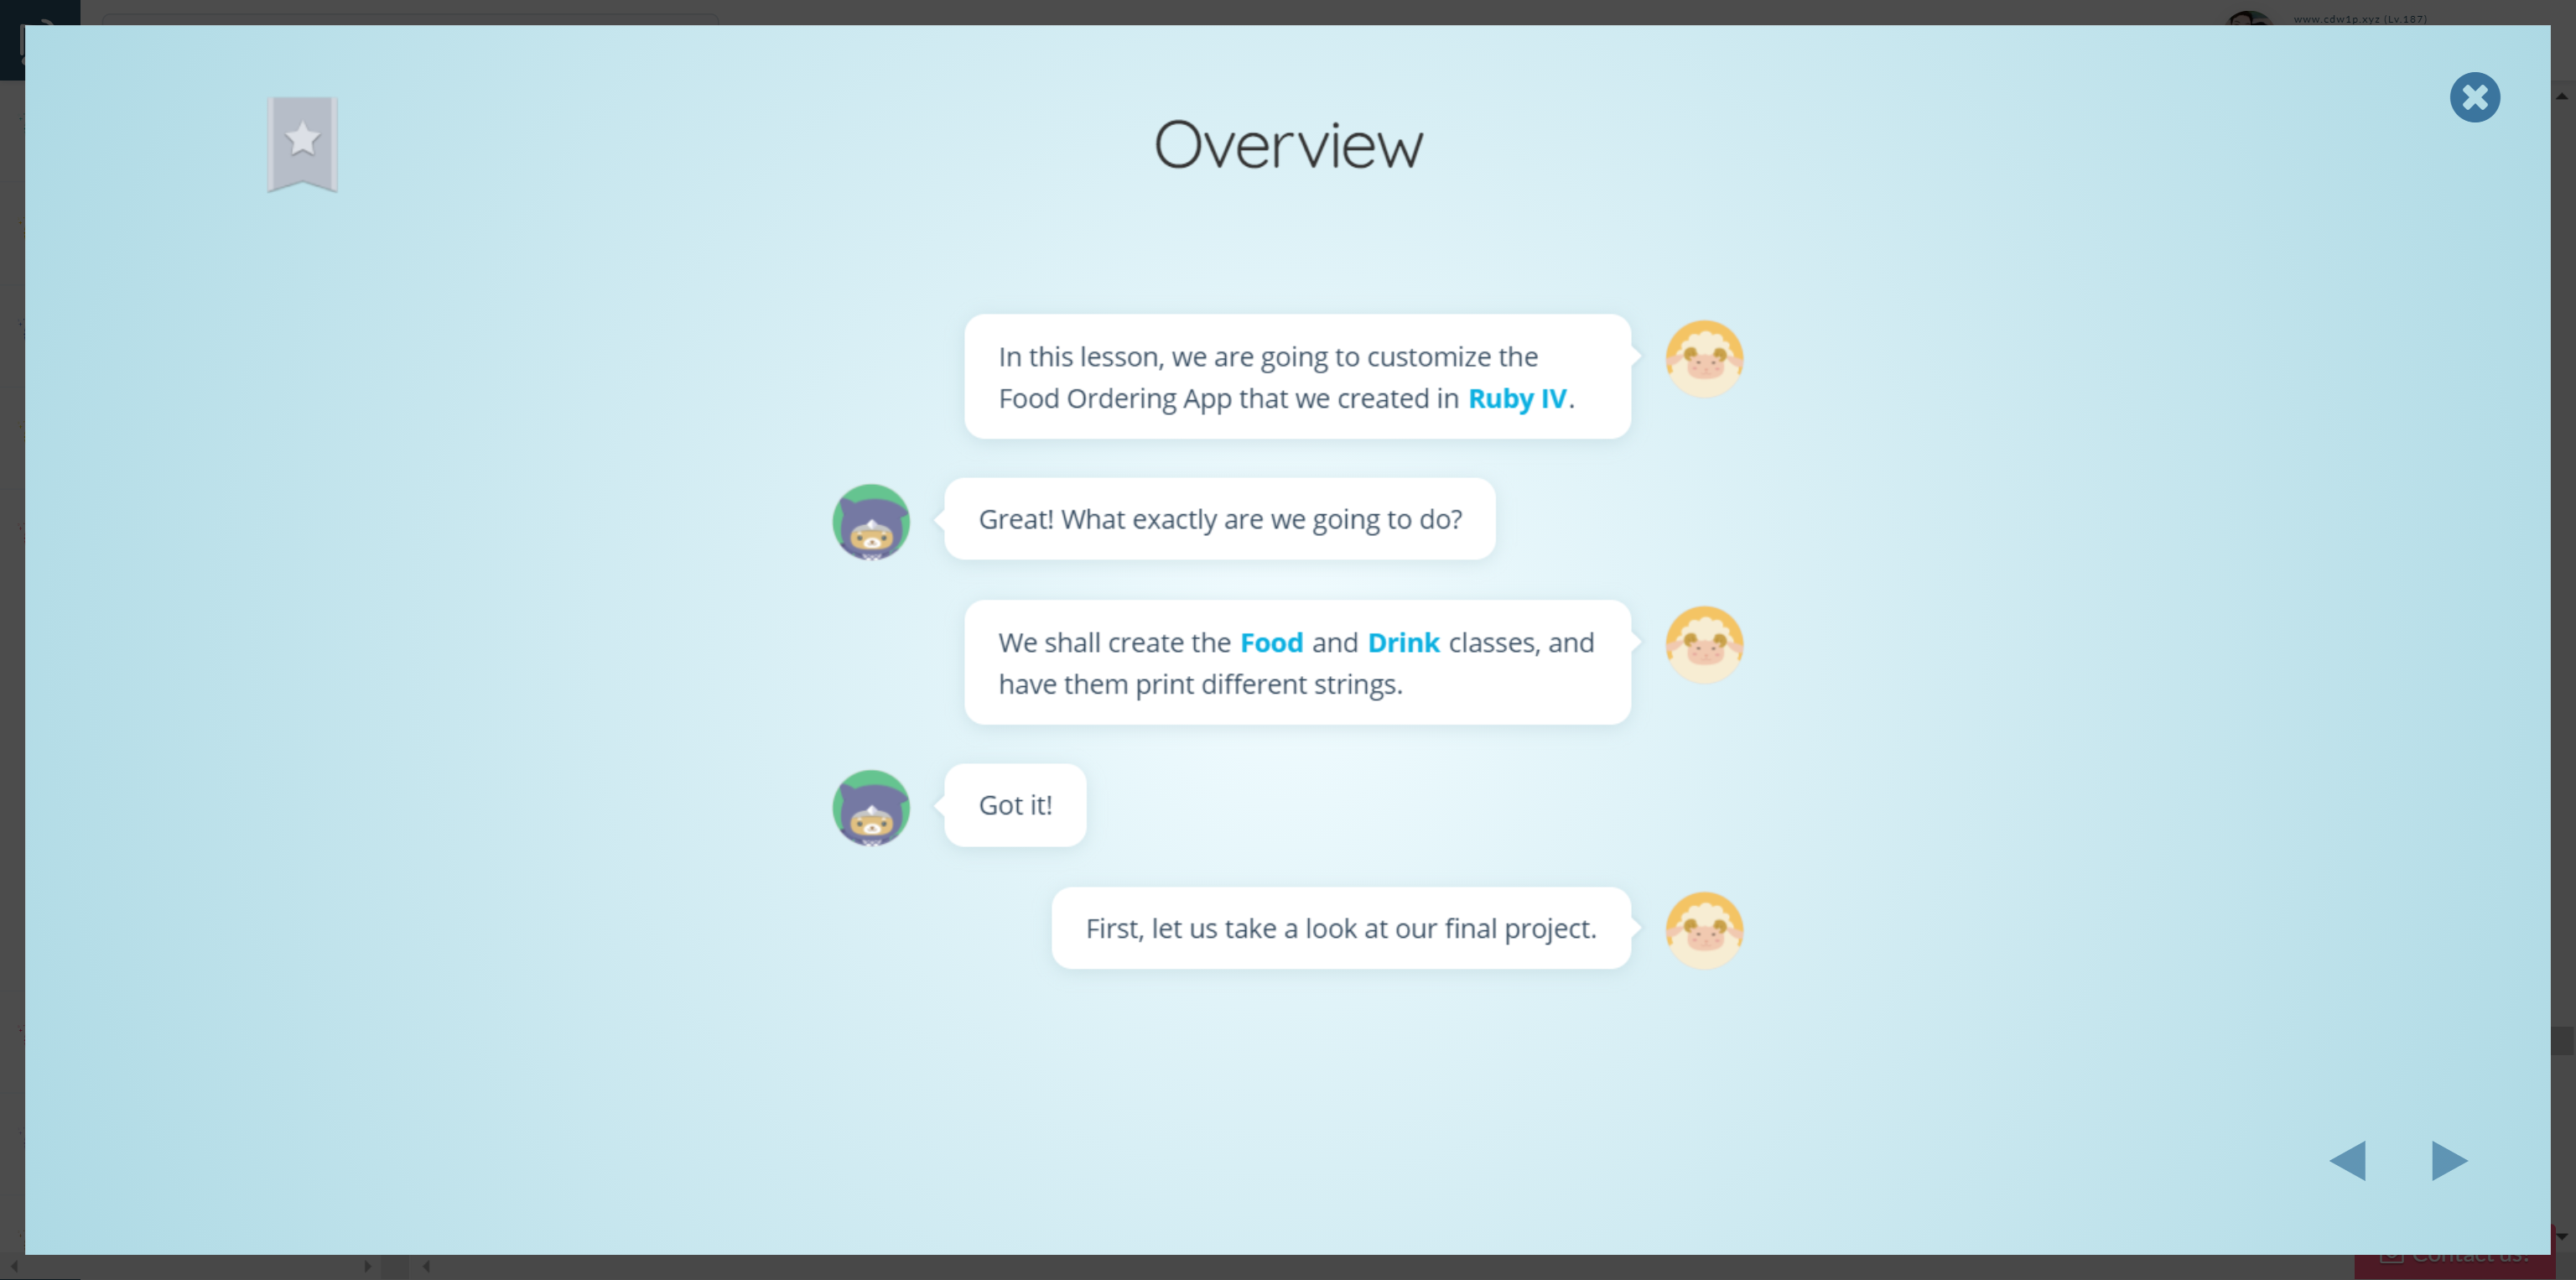 www.cdw1p.xyz (Lv.187)
Overview
In this lesson, we are going to customize the
Food Ordering App that we created in Ruby IV.
Great! What exactly are we going to do?
We shall create the Food and Drink classes, and
have them print different strings.
Got it!
First, let us take a look at our final project.
Contact us!